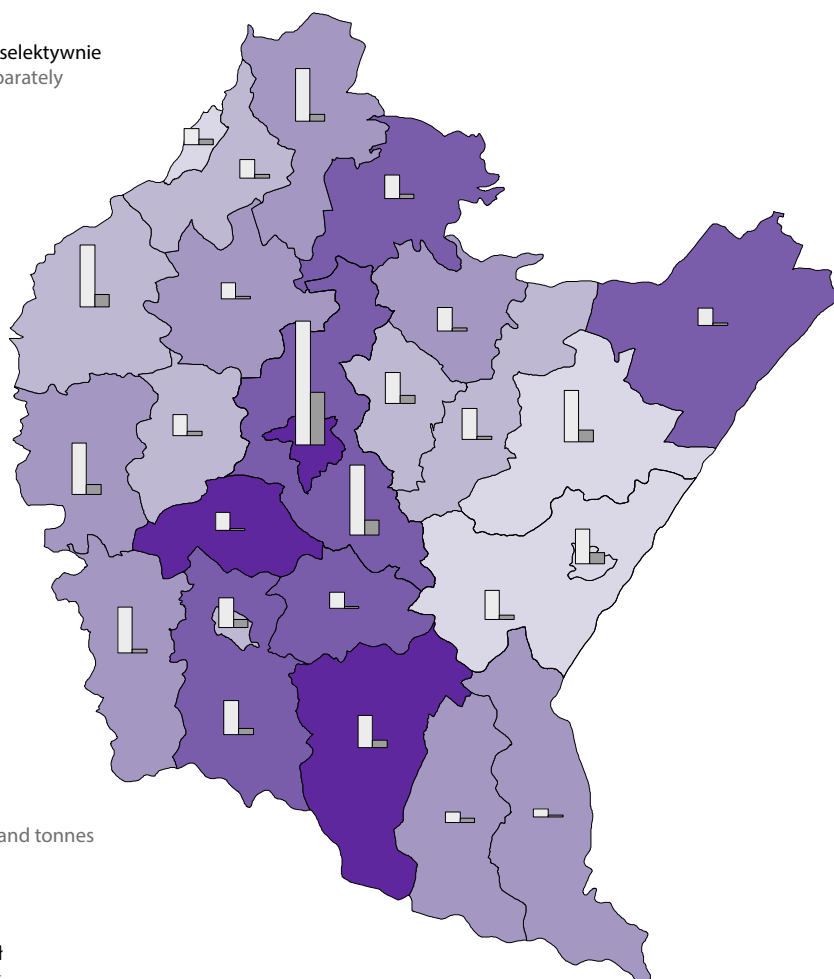 selektywnie
parately
and tonnes
ł